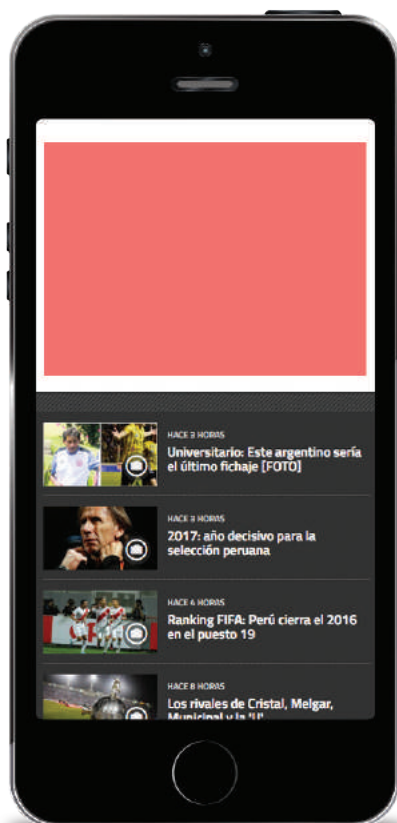 HACE 3 HORAS
Universitario: Este argentino sería
el último fichaje [FOTO]
HACE 3 HORAS
2017: año decisivo para la
selección peruana
HACE 6 HORAS
Ranking FIFA: Perú cierra el 2016
en el puesto 19
HACE 8 HORAS
Los rivales de Cristal, Melgar,
Municipal y la 'U'